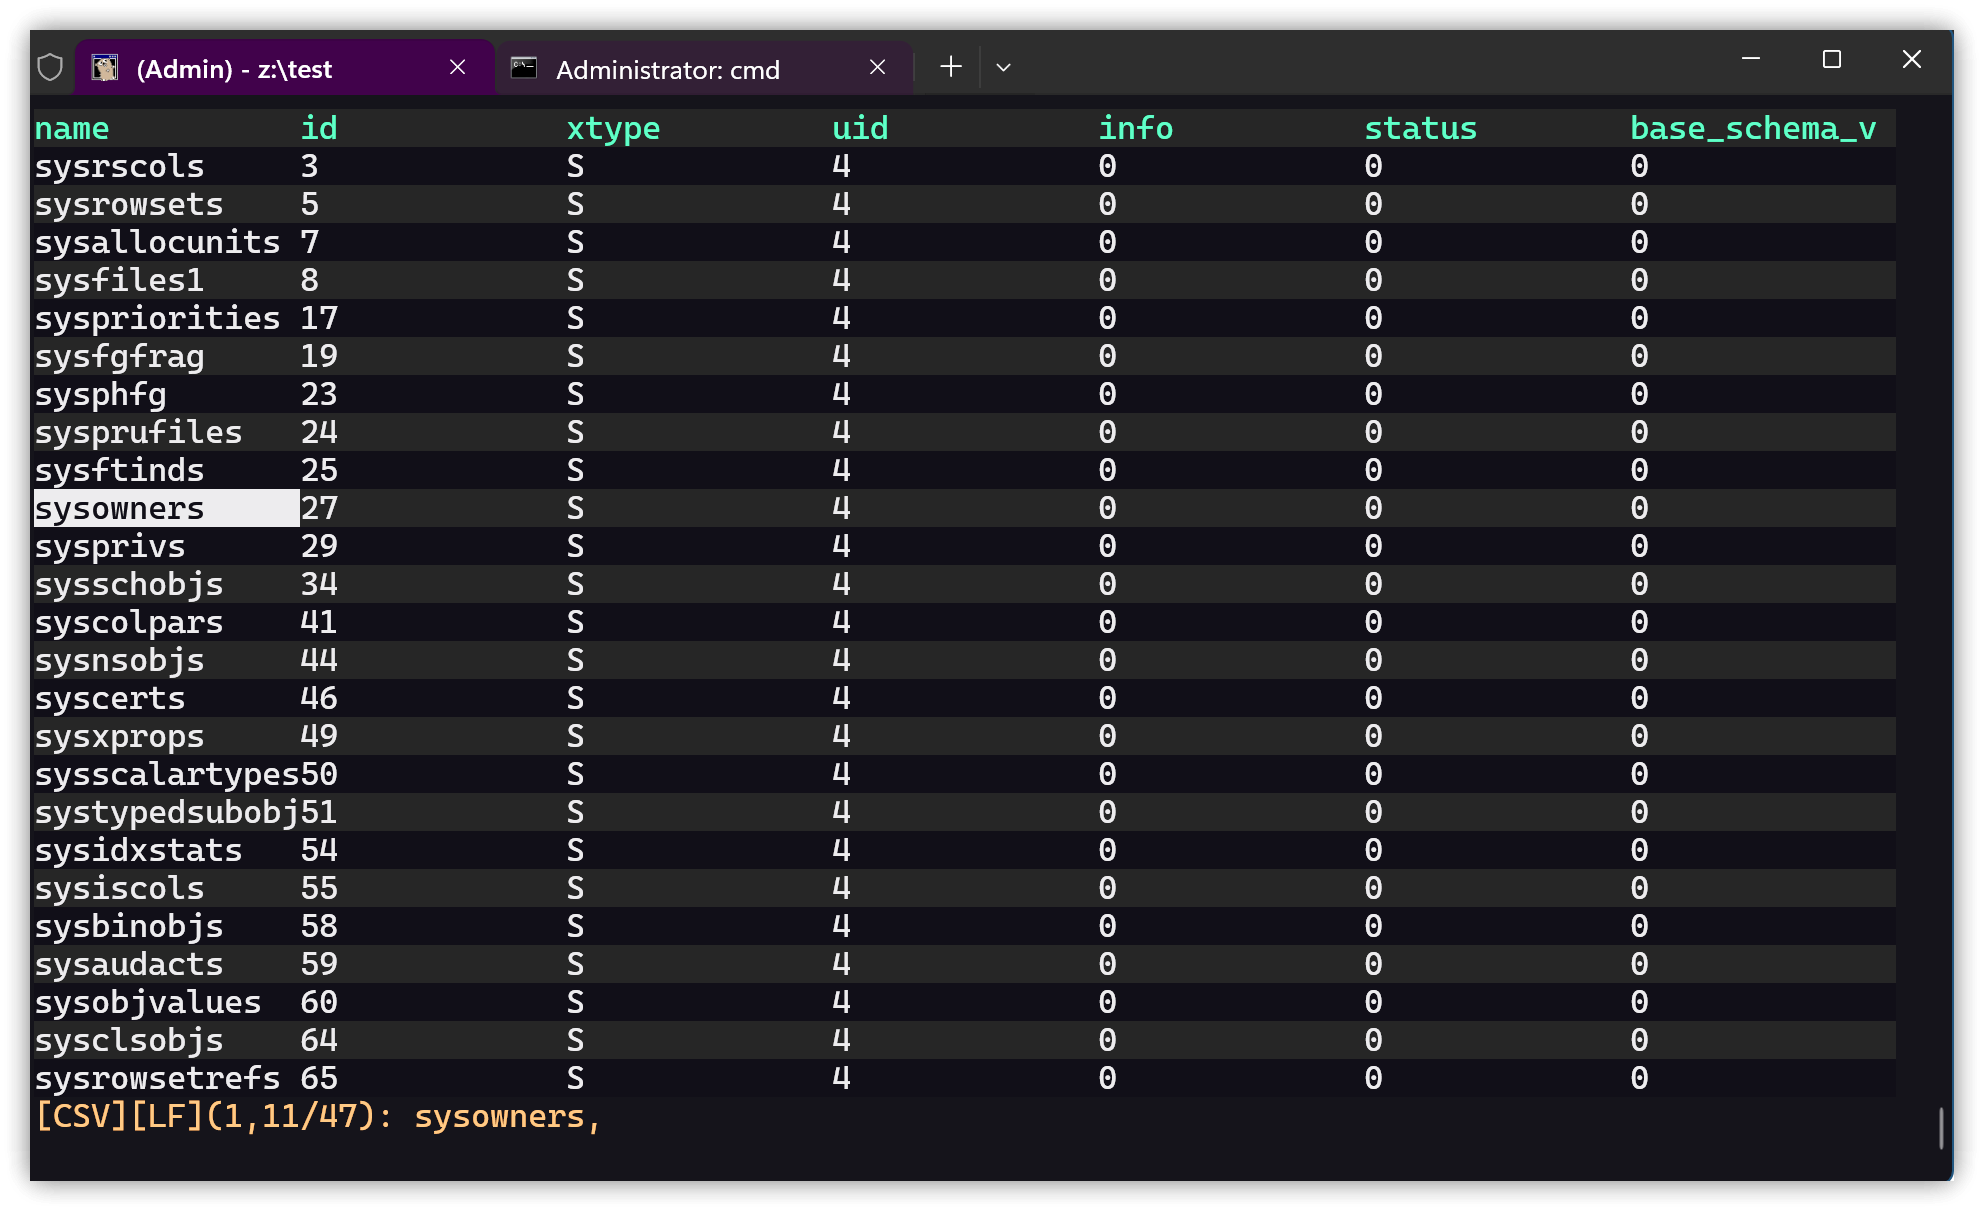 (Admin) - z:\test Administrator: cmd
name id xtype uid info status base_schema_v
sysrscols 3 S 4 0 0 0
sysrowsets 5 S 4 0 0 0
sysallocunits 7 S 4 0 0 0
sysfiles1 8 S 4 0 0 0
syspriorities 17 S 4 0 0 0
sysfgfrag 19 S 4 0 0 0
sysphfg 23 S 4 0 0 0
sysprufiles 24 S 4 0 0 0
sysftinds 25 S 4 0 0 0
sysowners 27 S 4 0 0 0
sysprivs 29 S 4 0 0 0
sysschobjs 34 S 4 0 0 0
syscolpars 41 S 4 0 0 0
sysnsobjs 44 S 4 0 0 0
syscerts 46 S 4 0 0 0
sysxprops 49 S 4 0 0 0
sysscalartypes50 S 4 0 0 0
systypedsubobj51 S 4 0 0 0
sysidxstats 54 S 4 0 0 0
sysiscols 55 S 4 0 0 0
sysbinobjs 58 S 4 0 0 0
sysaudacts 59 S 4 0 0 0
sysobjvalues 60 S 4 0 0 0
sysclsobjs 64 S 4 0 0 0
sysrowsetrefs 65 S 4 0 0 0
[CSV][LF](1,11/47): sysowners,